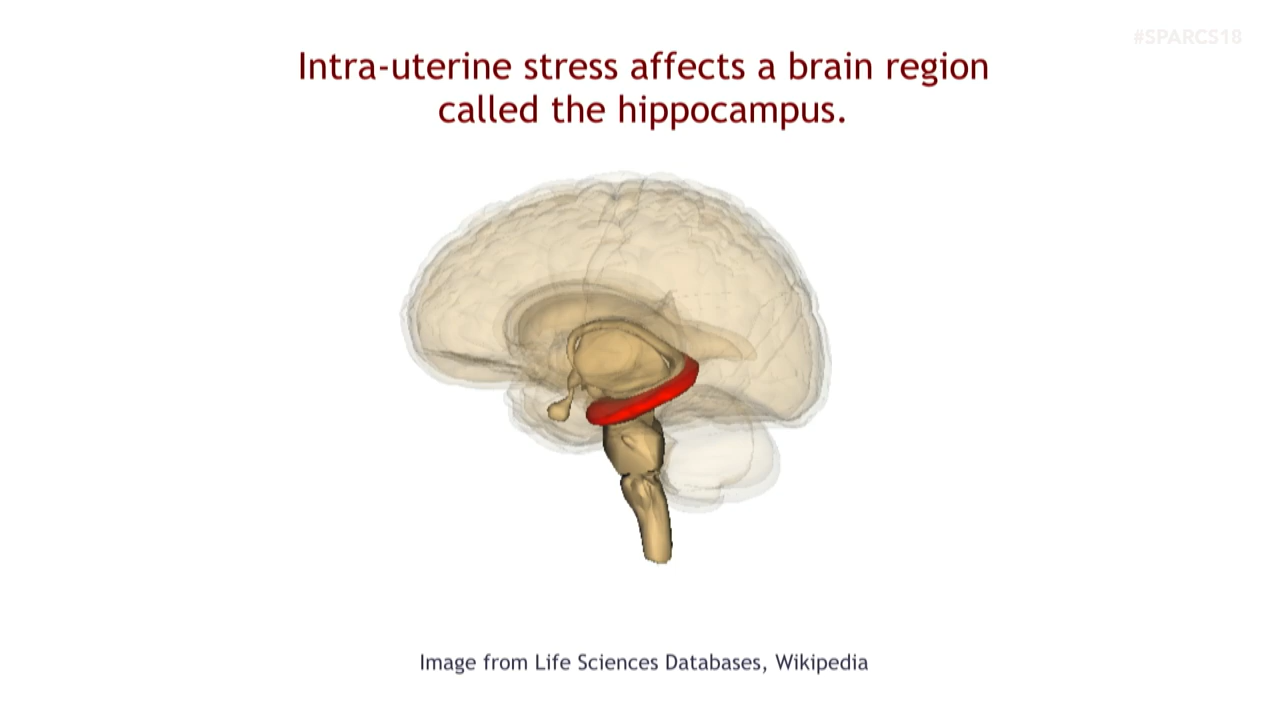 #SPARCS18
Intra-uterine stress affects a brain region
called the hippocampus.
Image from Life Sciences Databases, Wikipedia